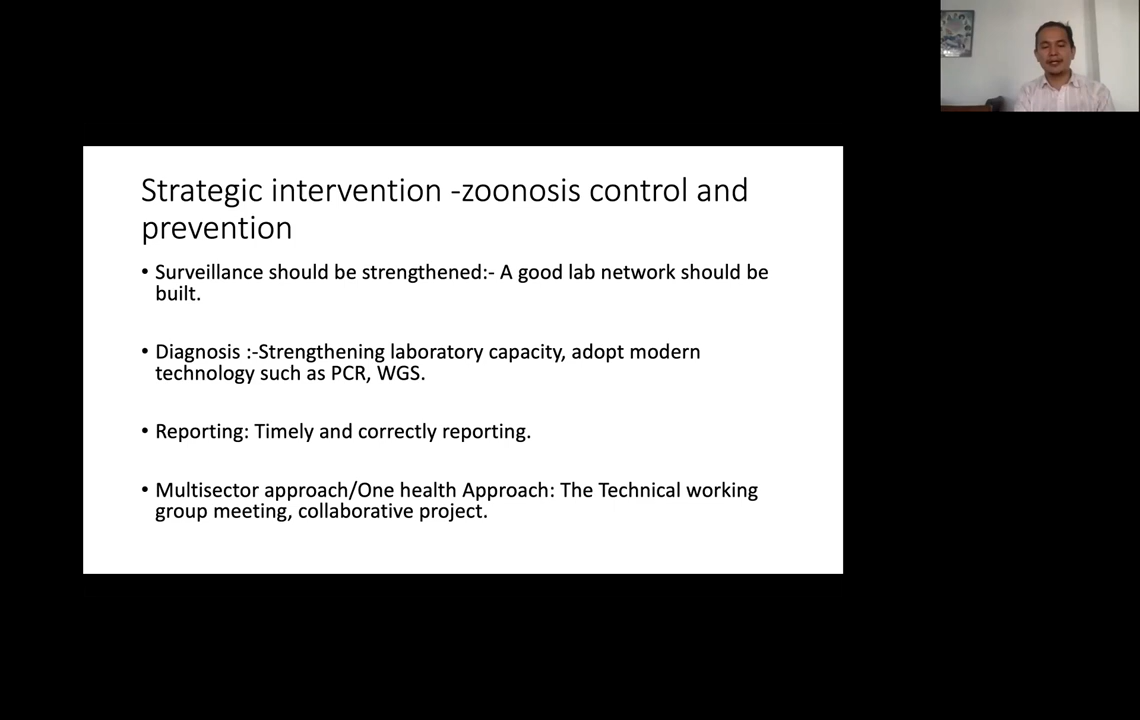 Strategic intervention -zoonosis control and
prevention
• Surveillance should be strengthened:- A good lab network should be
built.
• Diagnosis :-Strengthening laboratory capacity, adopt modern
technology such as PCR, WGS.
• Reporting: Timely and correctly reporting.
• Multisector approach/One health Approach: The Technical working
group meeting, collaborative project.